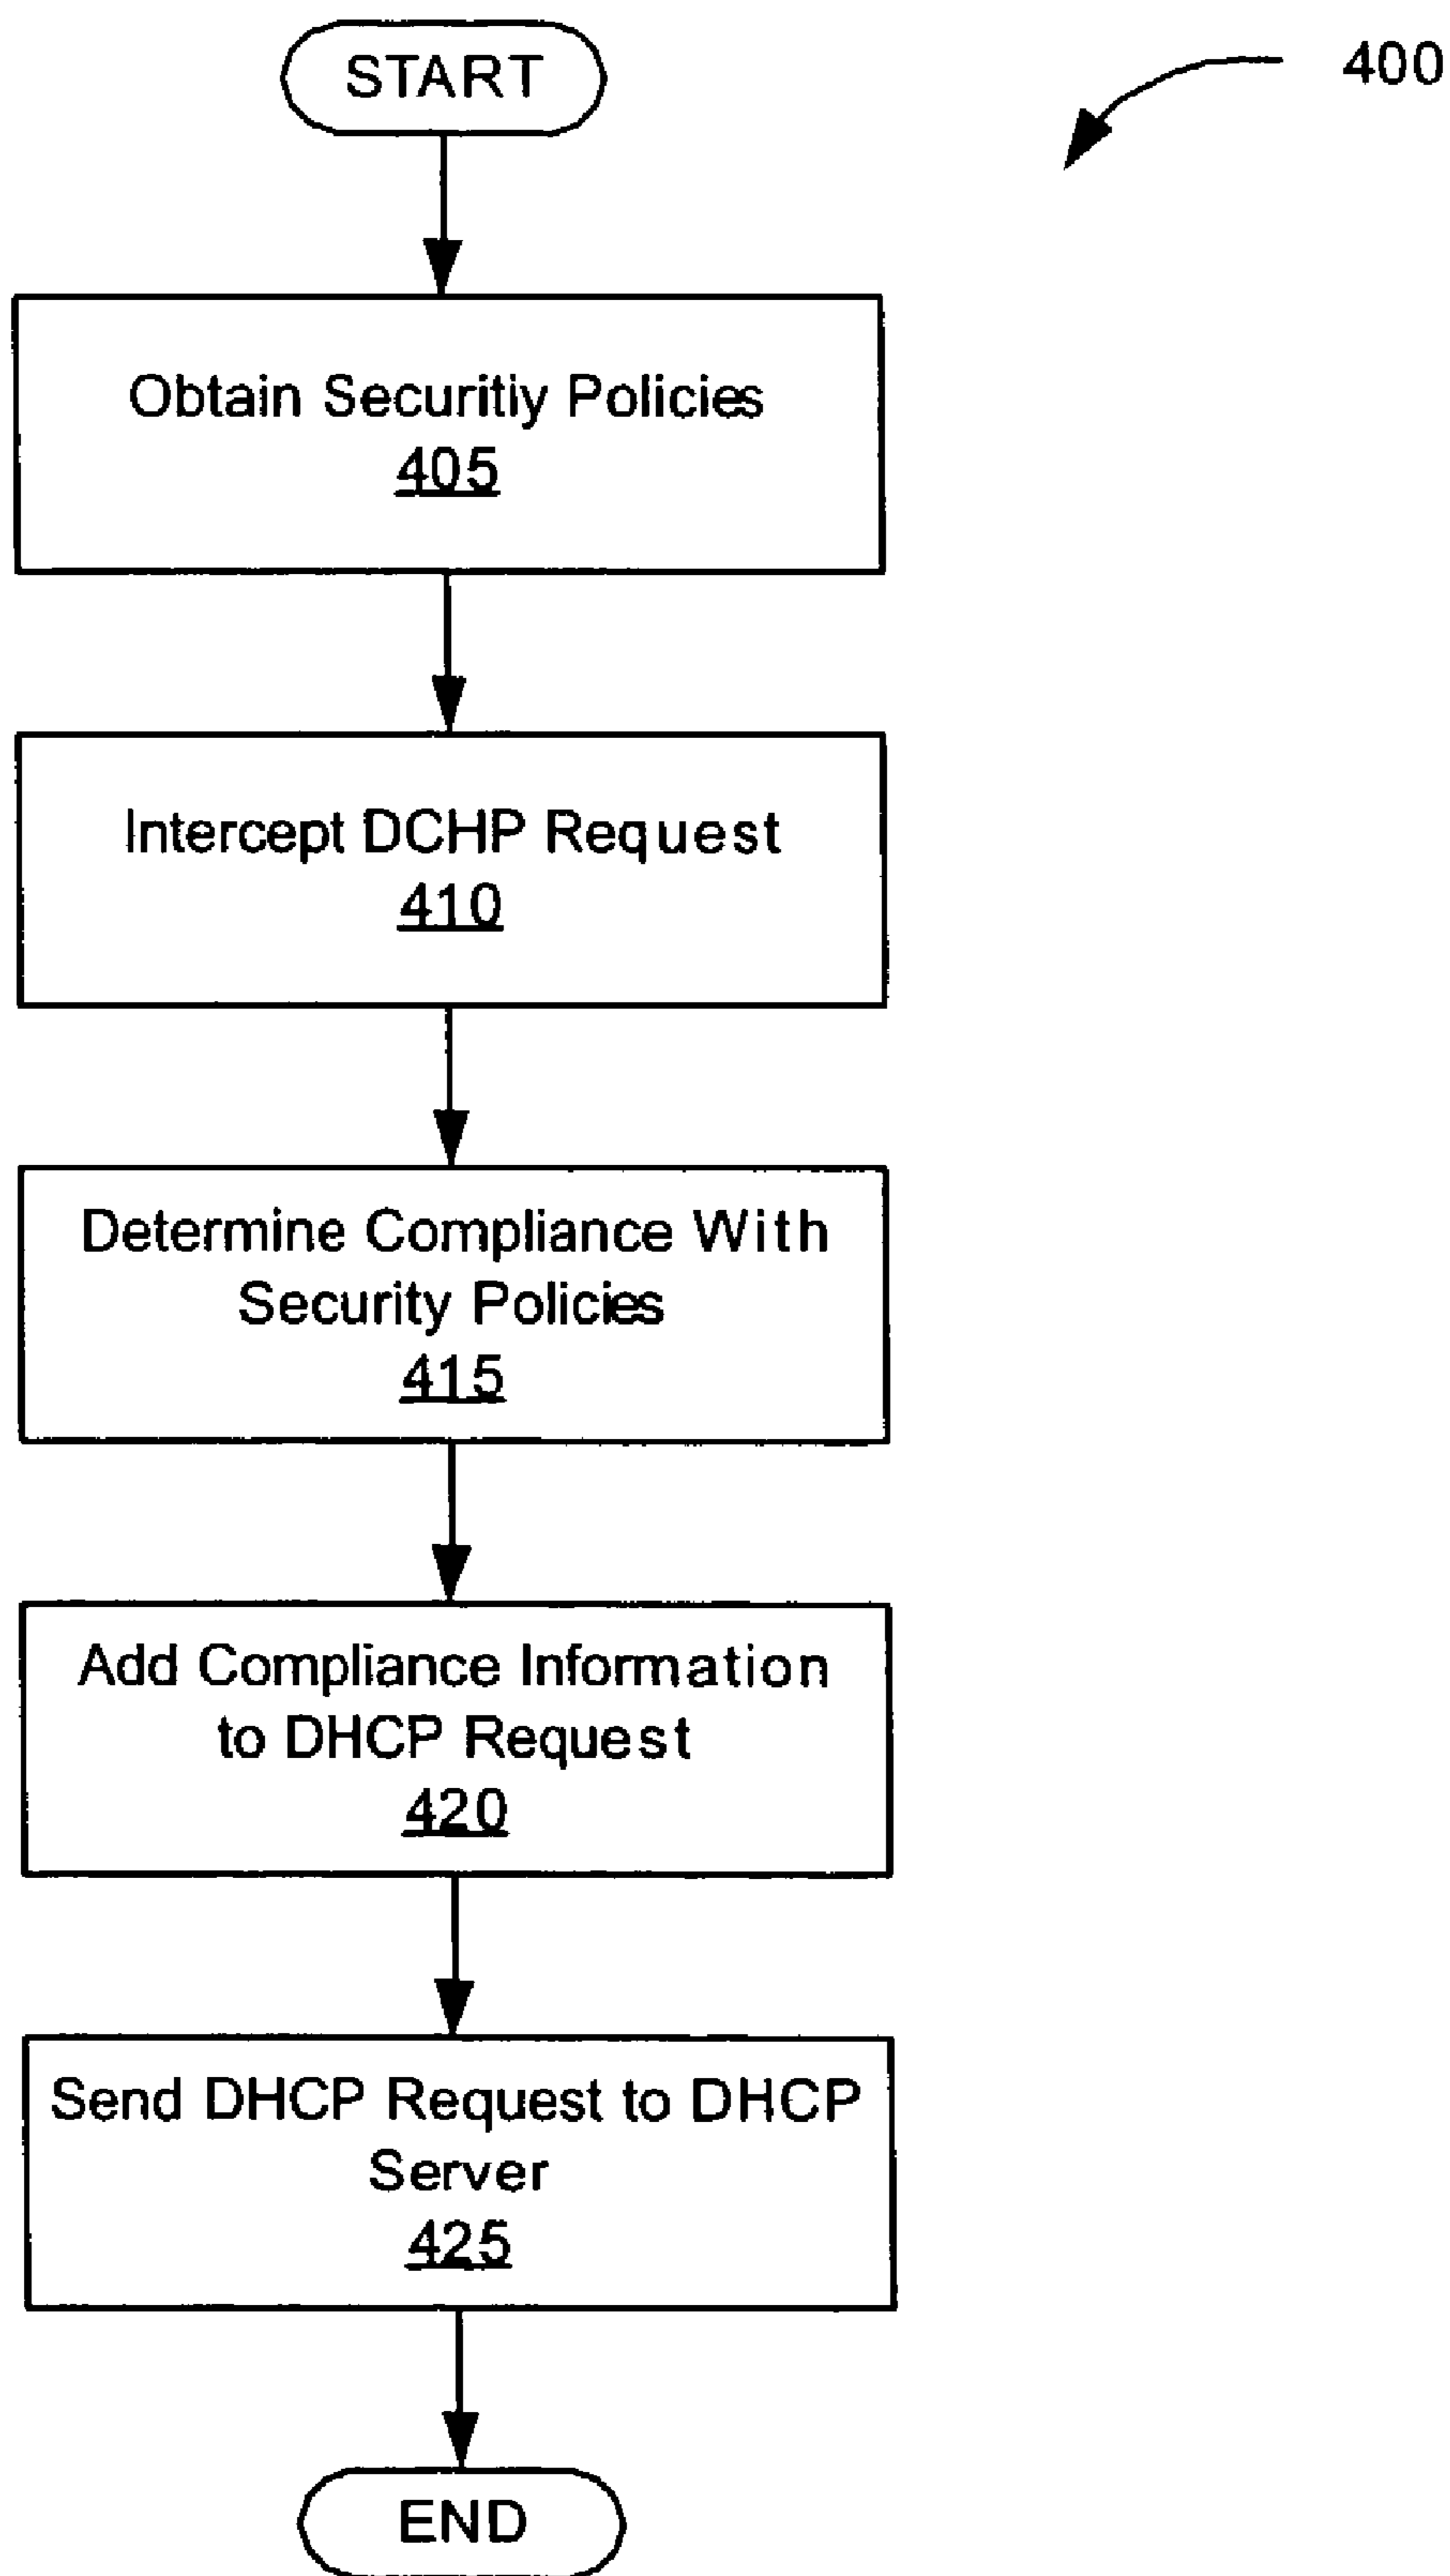 START
400
Obtain Securitiy Policies
405
Intercept DCHP Request
410
Determine Compliance With
Security Policies
415
Add Compliance Information
to DHCP Request
420
Send DHCP Request to DHCP
Server
425
END